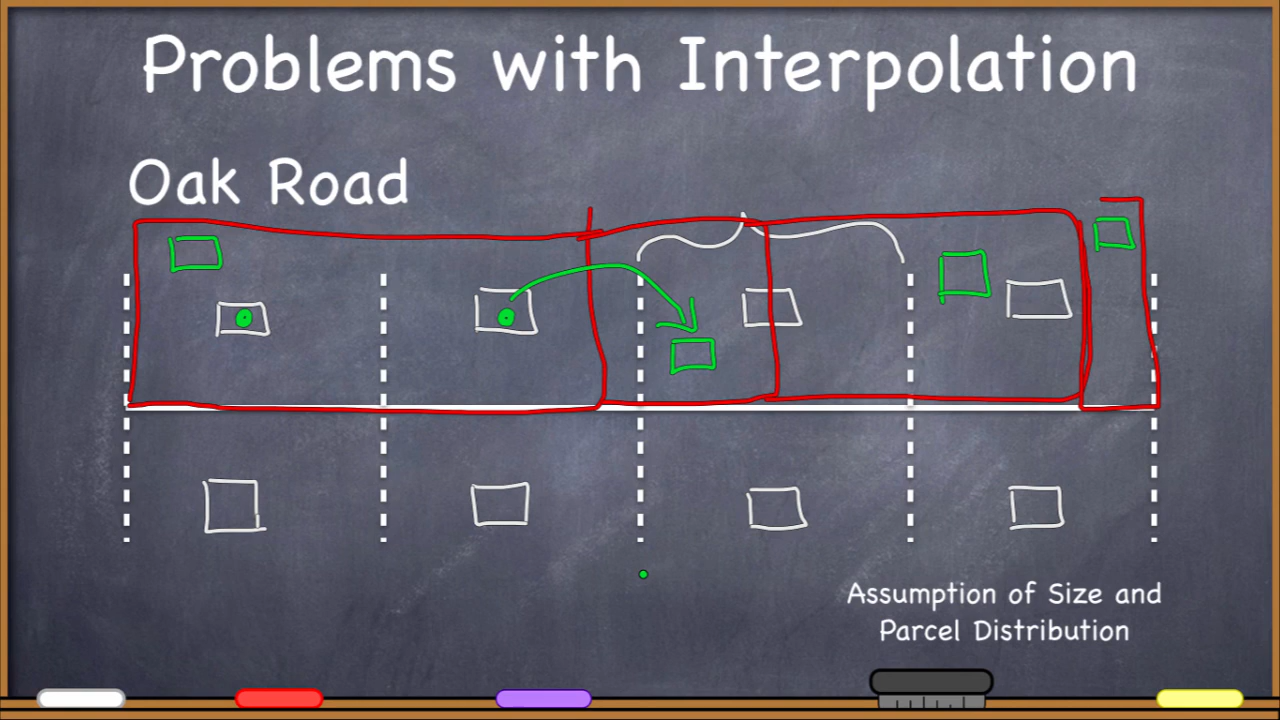 Problems with Interpolation
Oak Road
Assumption of Size and
Parcel Distribution